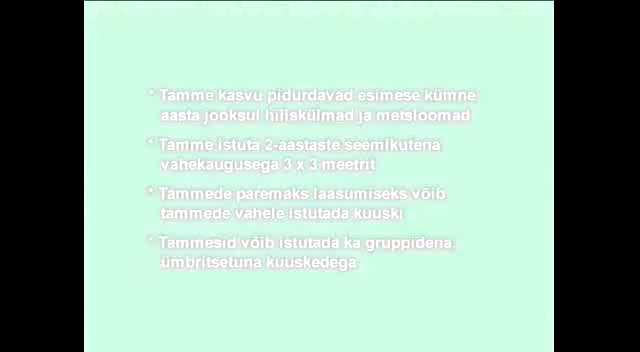 * Tamme kasvu pidurdavad esimese kümne
aasta jooksul hiliskülmad ja metsloomad
* Tamme istuta 2-aastaste seemikutena
vahekaugusega 3 x 3 meetrit
* Tammede paremaks laasumiseks võib
tammede vahele istutada kuuski
* Tammesid võib istutada ka gruppidena,
ümbritsetuna kuuskedega